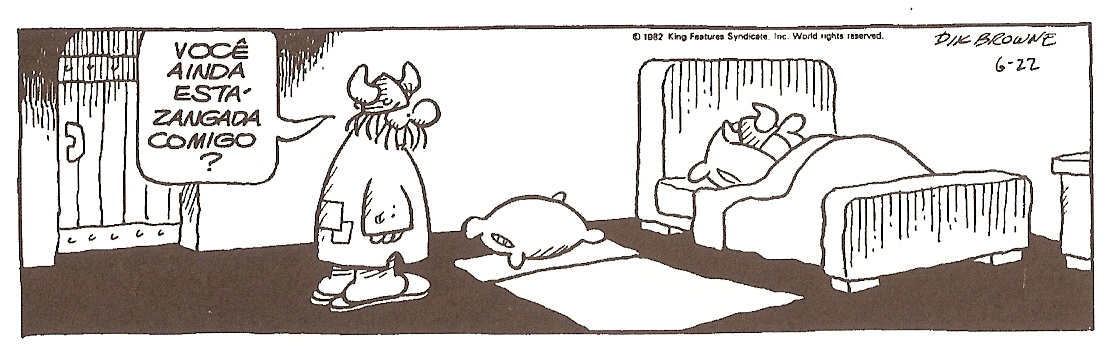 VOCÊ
AINDA
ESTÁ
ZANGADA
COMIGO
?
© 1982 King Features Syndicate, Inc. World rights reserved.
DIK BROWNE
6-22